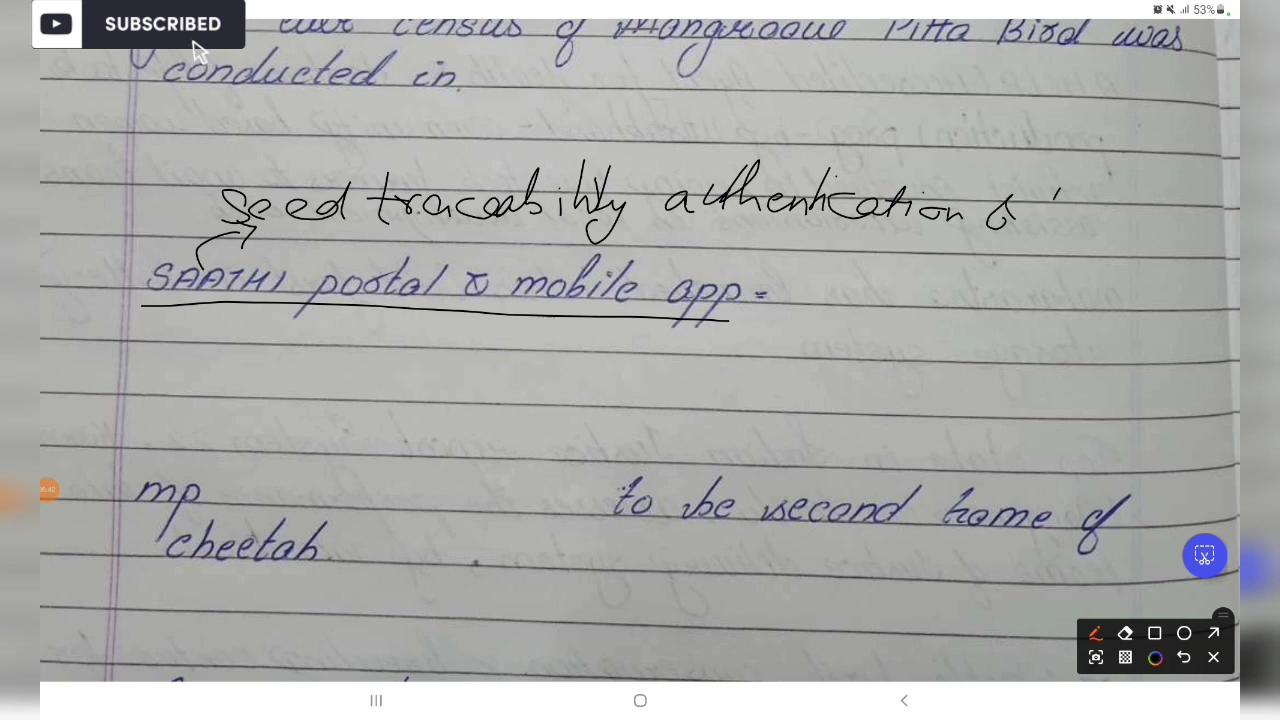 SUBSCRIBED
53%
census of Mangroove Pitta Bird was
conducted in
Seed traceability authentication &
SAATHI portal & mobile app =
mp to be second home of
cheetah